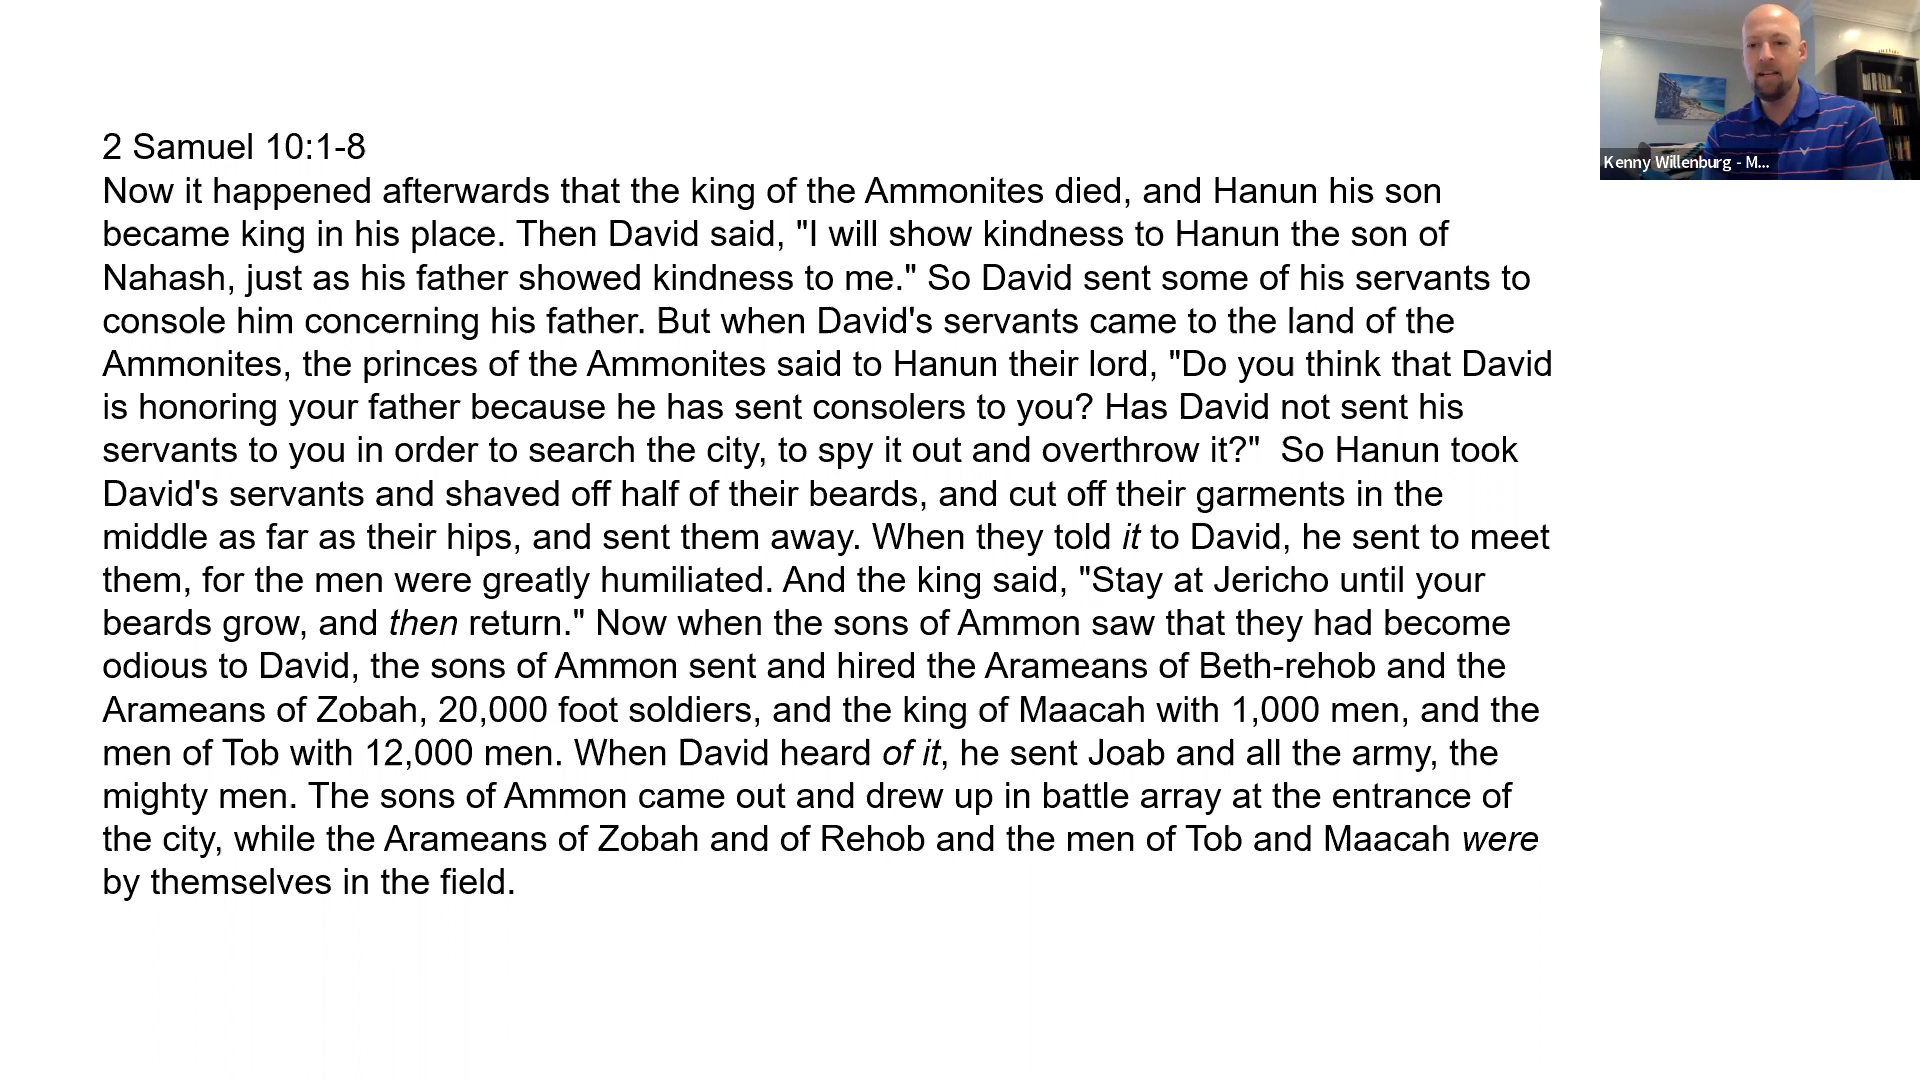 2 Samuel 10:1-8
Now it happened afterwards that the king of the Ammonites died, and Hanun his son
became king in his place. Then David said, "I will show kindness to Hanun the son of
Nahash, just as his father showed kindness to me." So David sent some of his servants to
console him concerning his father. But when David's servants came to the land of the
Ammonites, the princes of the Ammonites said to Hanun their lord, "Do you think that David
is honoring your father because he has sent consolers to you? Has David not sent his
servants to you in order to search the city, to spy it out and overthrow it?"  So Hanun took
David's servants and shaved off half of their beards, and cut off their garments in the
middle as far as their hips, and sent them away. When they told it to David, he sent to meet
them, for the men were greatly humiliated. And the king said, "Stay at Jericho until your
beards grow, and then return." Now when the sons of Ammon saw that they had become
odious to David, the sons of Ammon sent and hired the Arameans of Beth-rehob and the
Arameans of Zobah, 20,000 foot soldiers, and the king of Maacah with 1,000 men, and the
men of Tob with 12,000 men. When David heard of it, he sent Joab and all the army, the
mighty men. The sons of Ammon came out and drew up in battle array at the entrance of
the city, while the Arameans of Zobah and of Rehob and the men of Tob and Maacah were
by themselves in the field.
Kenny Willenburg - M...